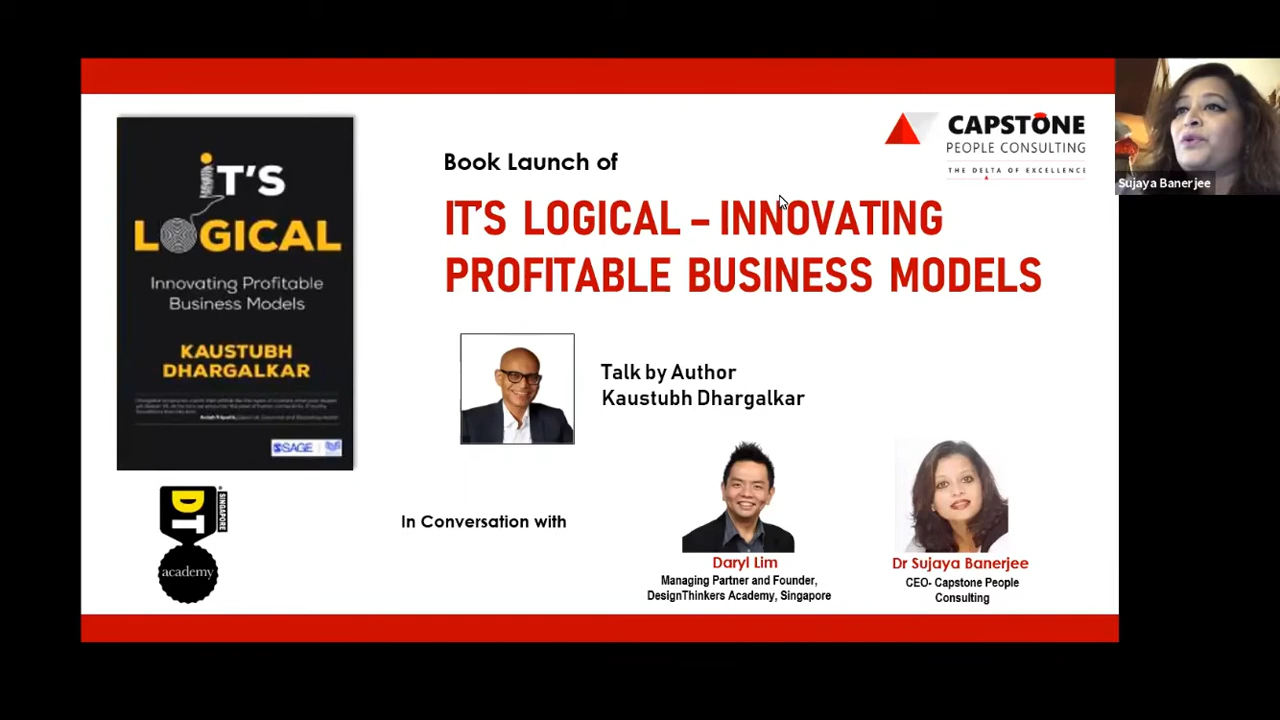 iT'S
LOGICAL
Innovating Profitable
Business Models
KAUSTUBH
DHARGALKAR
SAGE
DT
SINGAPORE
academy
Book Launch of
IT'S LOGICAL – INNOVATING
PROFITABLE BUSINESS MODELS
CAPSTONE
PEOPLE CONSULTING
THE DELTA OF EXCELLENCE
Talk by Author
Kaustubh Dhargalkar
In Conversation with
Daryl Lim
Managing Partner and Founder,
DesignThinkers Academy, Singapore
Dr Sujaya Banerjee
CEO- Capstone People
Consulting
Sujaya Banerjee